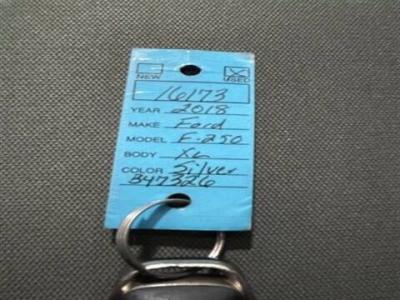 NEW USED
16173
YEAR 2018
MAKE Ford
MODEL F-250
BODY XL
COLOR Silver
B47326